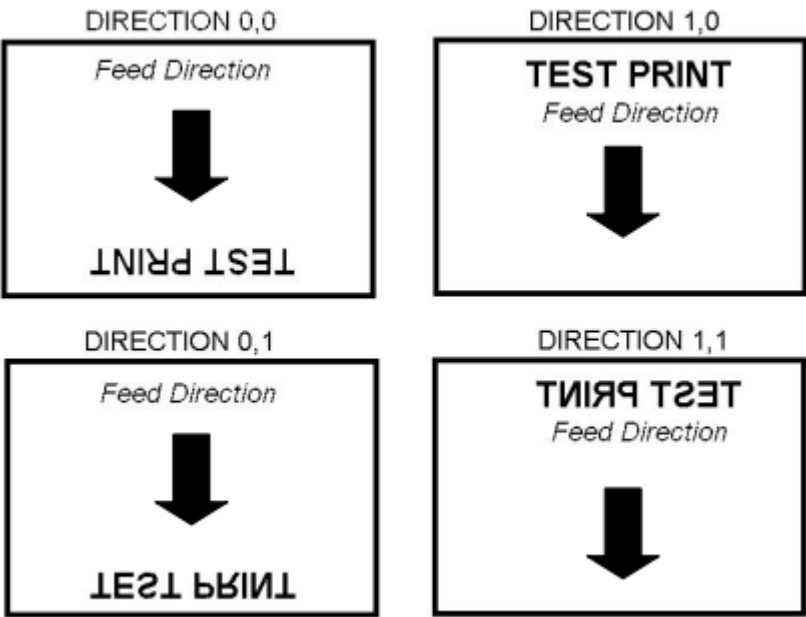 DIRECTION 0,0
Feed Direction
TEST PRINT
DIRECTION 1,0
TEST PRINT
Feed Direction
DIRECTION 0,1
Feed Direction
TEST PRINT
DIRECTION 1,1
TEST PRINT
Feed Direction